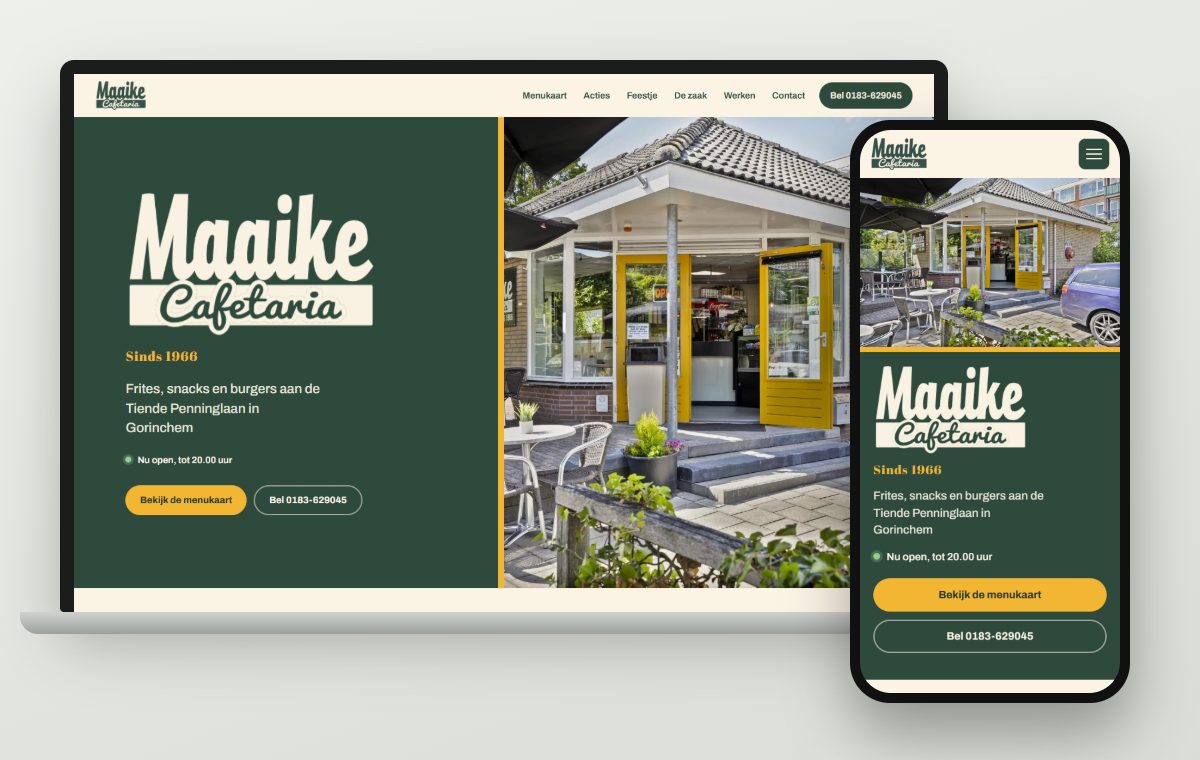 Maaike
Cafetaria
Menukaart Acties Feestje De zaak Werken Contact Bel 0183-629045
Maaike
Cafetaria
Sinds 1966
Frites, snacks en burgers aan de
Tiende Penninglaan in
Gorinchem
Nu open, tot 20.00 uur
Bekijk de menukaart Bel 0183-629045
Maaike
Cafetaria
Maaike
Cafetaria
Sinds 1966
Frites, snacks en burgers aan de
Tiende Penninglaan in
Gorinchem
Nu open, tot 20.00 uur
Bekijk de menukaart
Bel 0183-629045